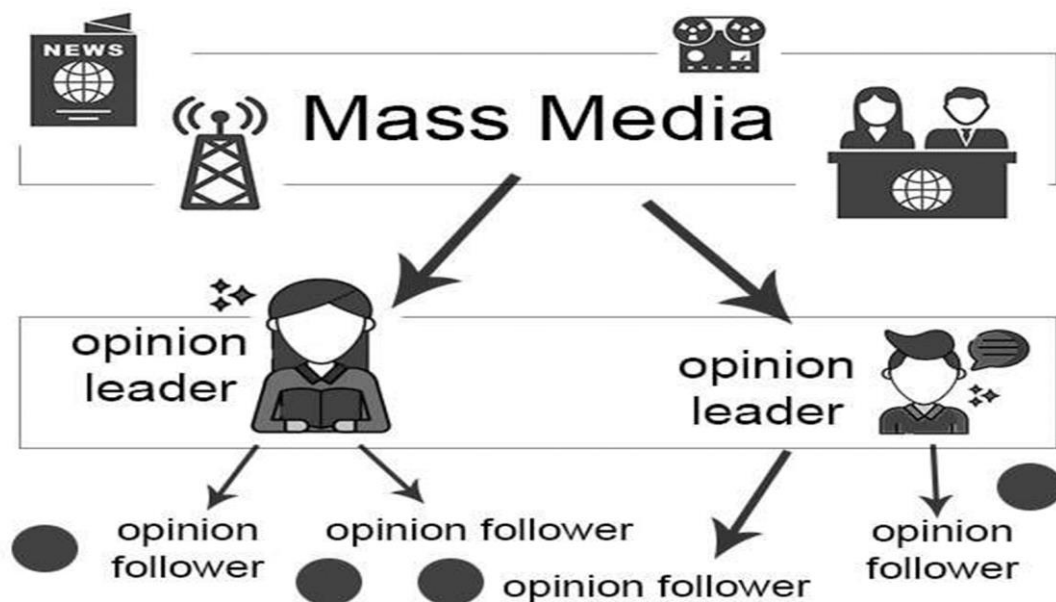 NEWS
Mass Media
opinion
leader
opinion
leader
opinion
follower
opinion follower
opinion follower
opinion
follower